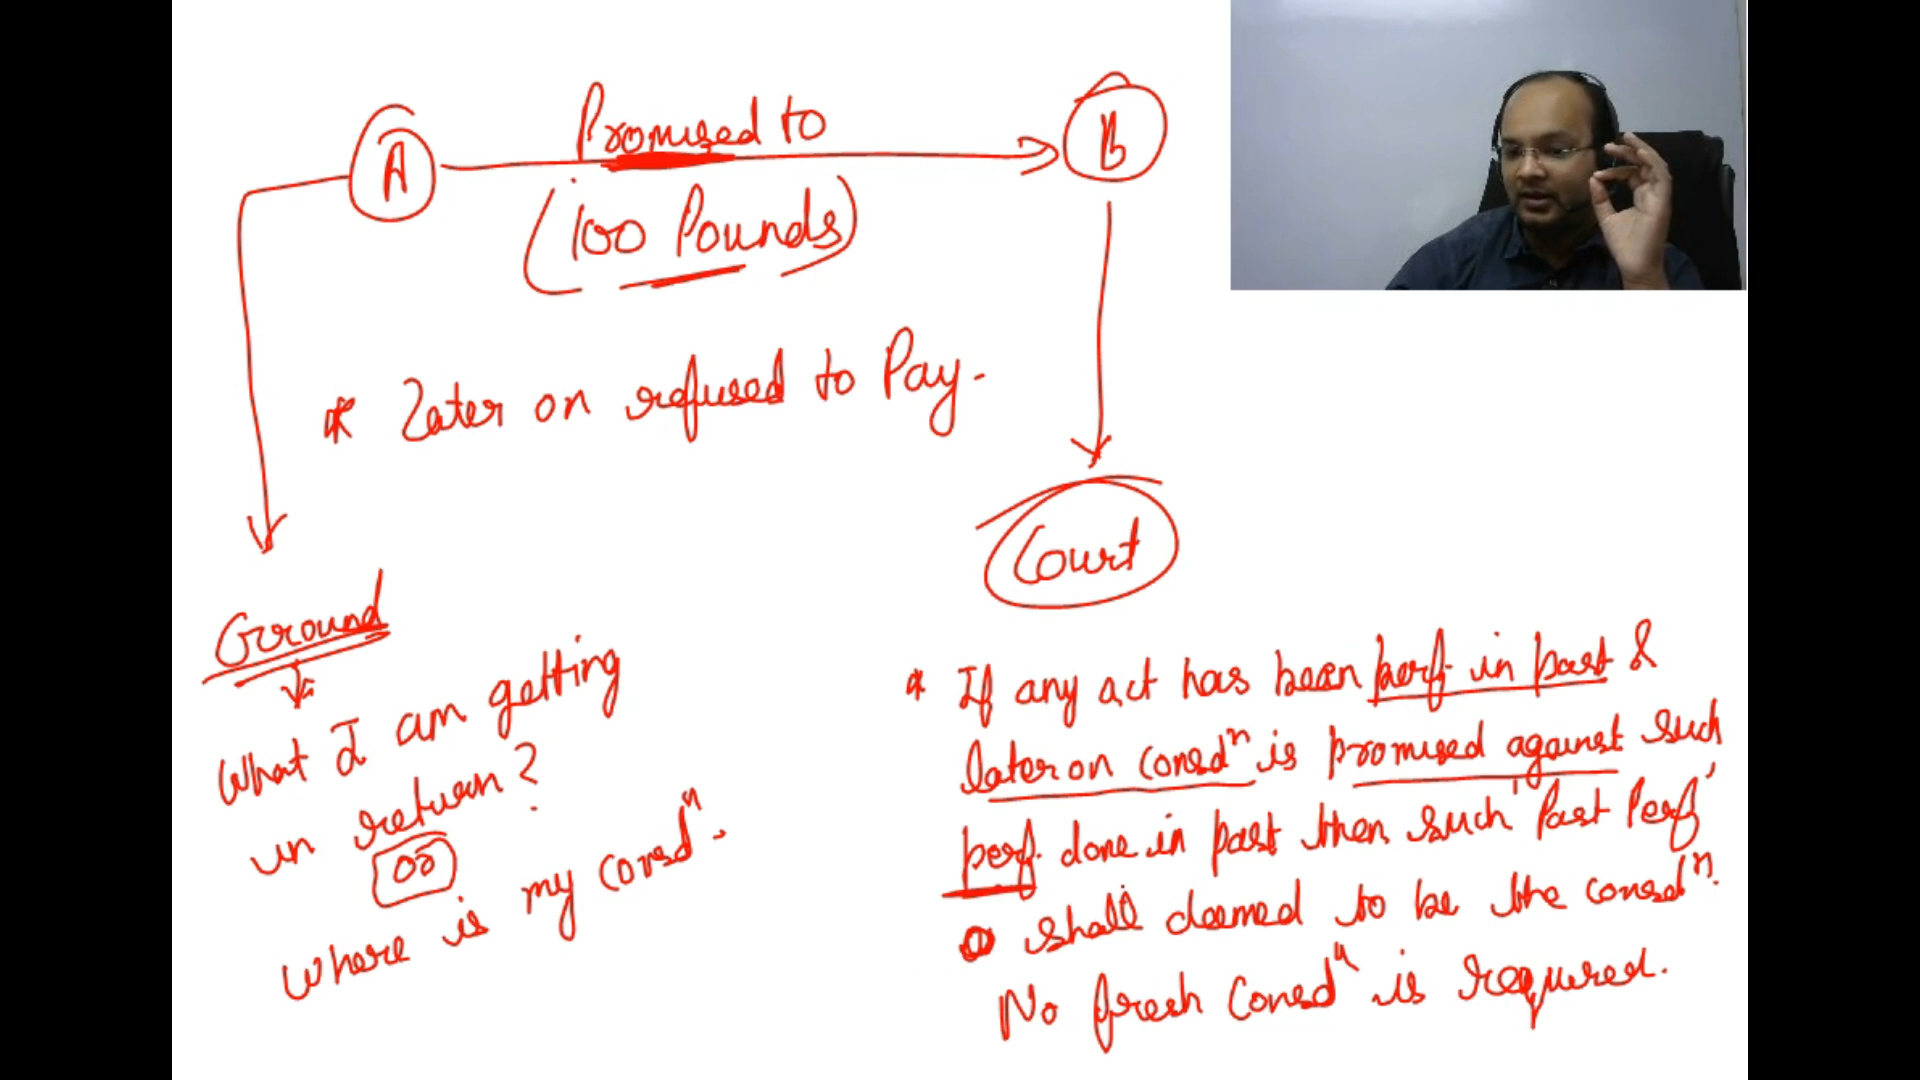 A
Promised to
B
(100 Pounds)
* Later on refused to Pay.
Court
Ground
What I am getting
in return?
or
where is my consdⁿ.
* If any act has been perf. in past &
later on consdⁿ is promised against such
perf. done in past then such 'Past Perf'
shall deemed to be the consdⁿ.
No fresh consdⁿ is required.